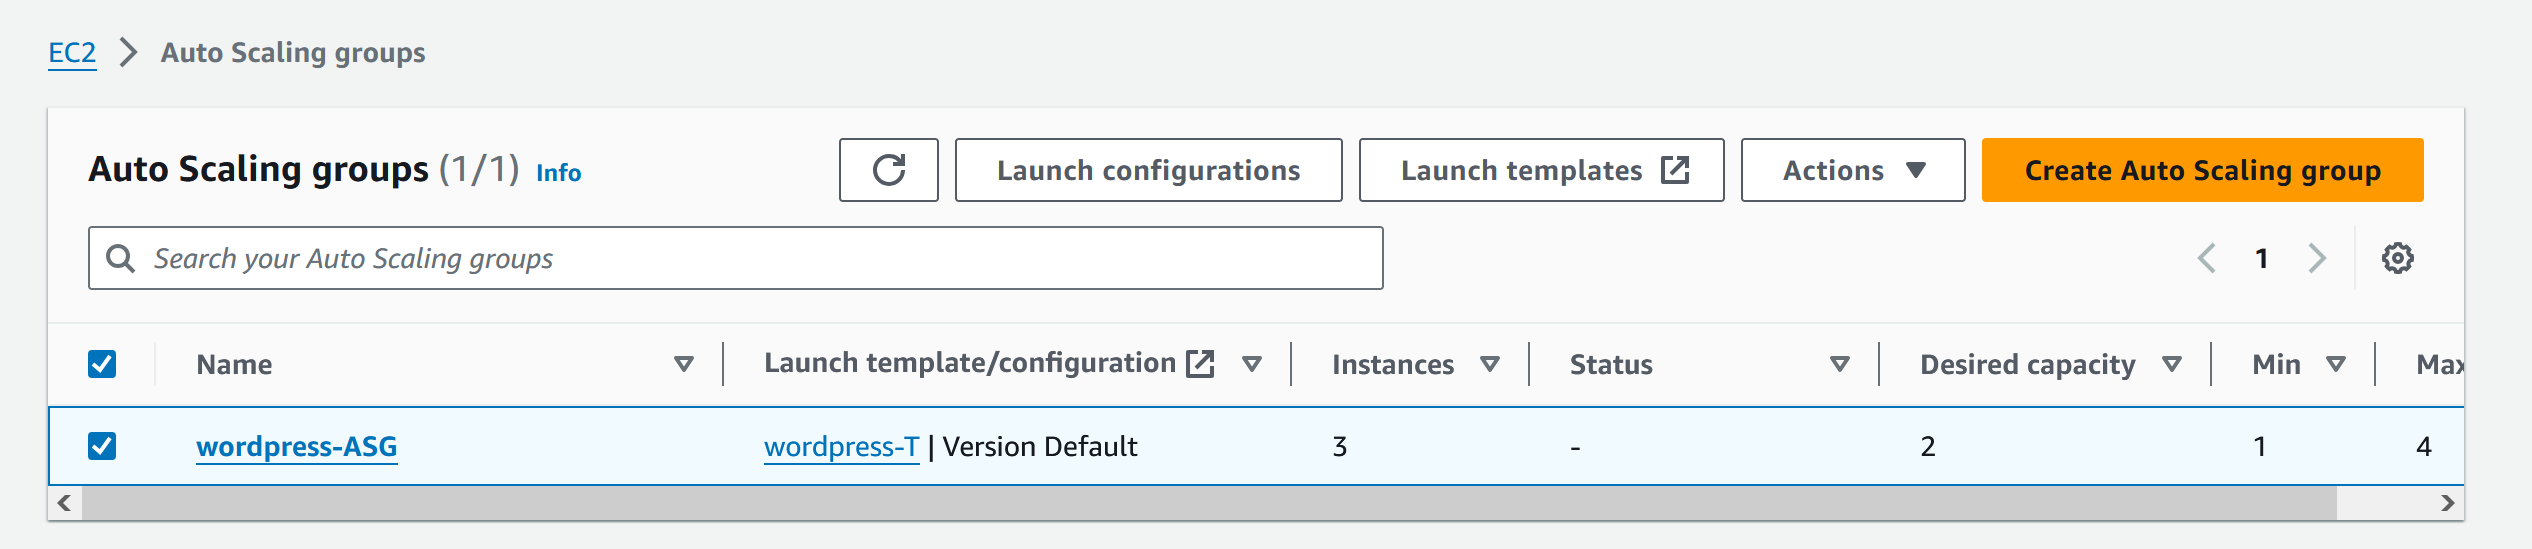 EC2 Auto Scaling groups
Auto Scaling groups (1/1) Info Launch configurations Launch templates Actions Create Auto Scaling group
Search your Auto Scaling groups 1
Name Launch template/configuration Instances Status Desired capacity Min Max
wordpress-ASG wordpress-T | Version Default 3 - 2 1 4